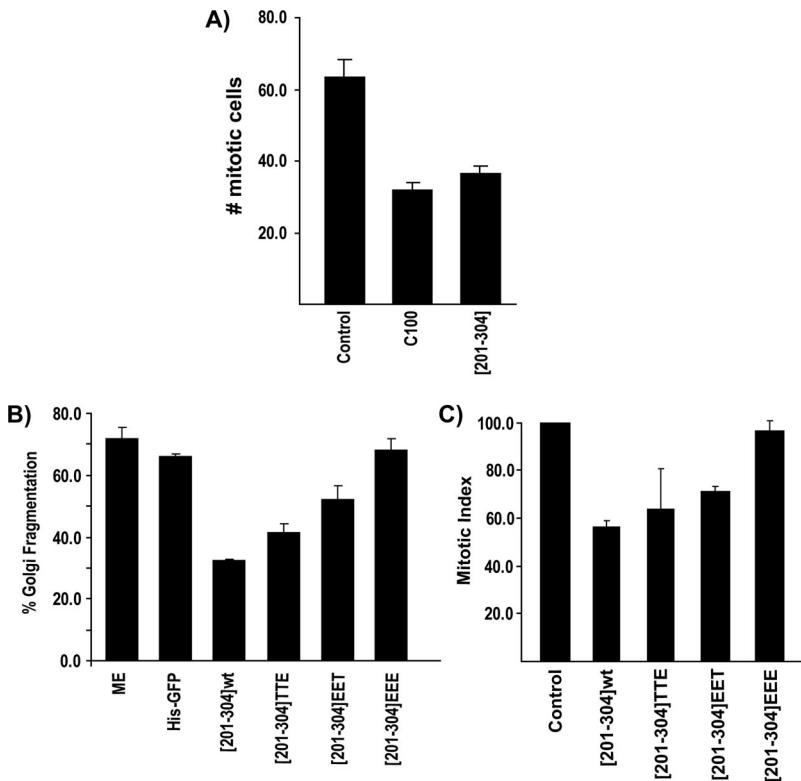 A)
80.0
60.0
40.0
20.0
# mitotic cells
Control
C100
[201-304]
B)
80.0
60.0
40.0
20.0
0.0
% Golgi Fragmentation
ME
His-GFP
[201-304]wt
[201-304]TTE
[201-304]EET
[201-304]EEE
C)
100.0
80.0
60.0
40.0
20.0
Mitotic Index
Control
[201-304]wt
[201-304]TTE
[201-304]EET
[201-304]EEE